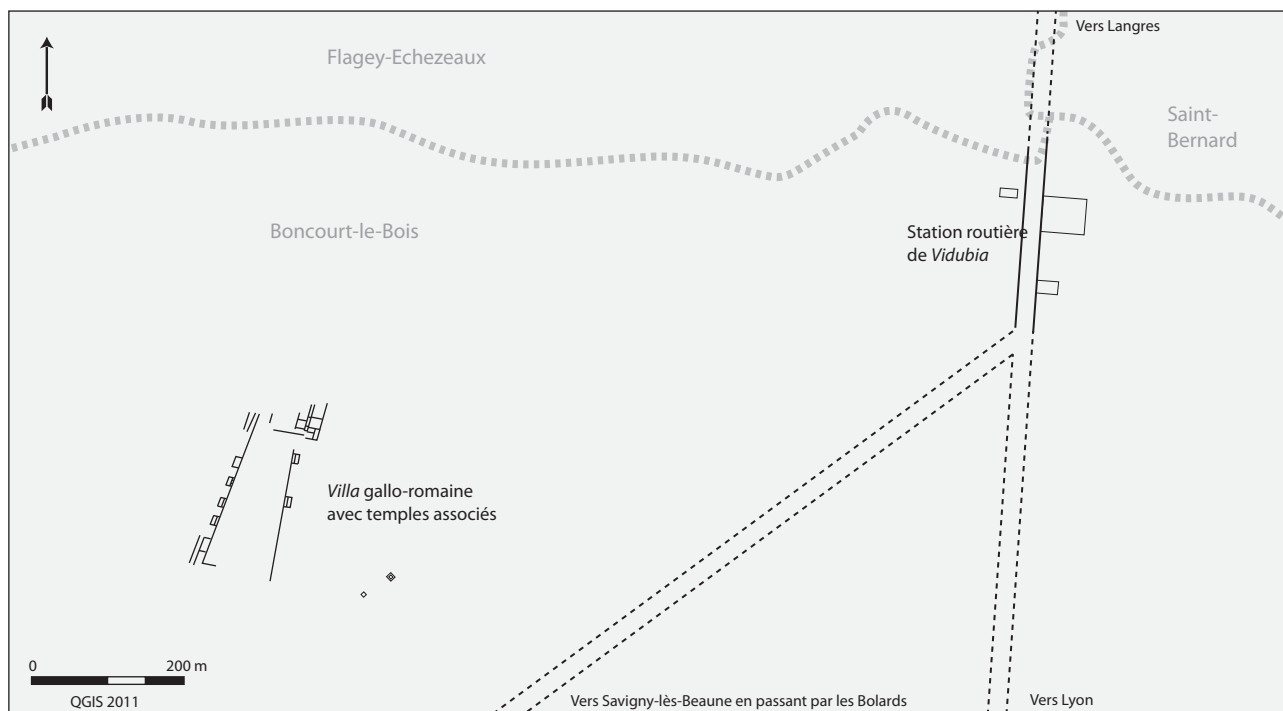 Vers Langres
Flagey-Echezeaux
Saint-
Bernard
Boncourt-le-Bois
Station routière
de Vidubia
Villa gallo-romaine
avec temples associés
0
200 m
QGIS 2011
Vers Savigny-lès-Beaune en passant par les Bolards
Vers Lyon